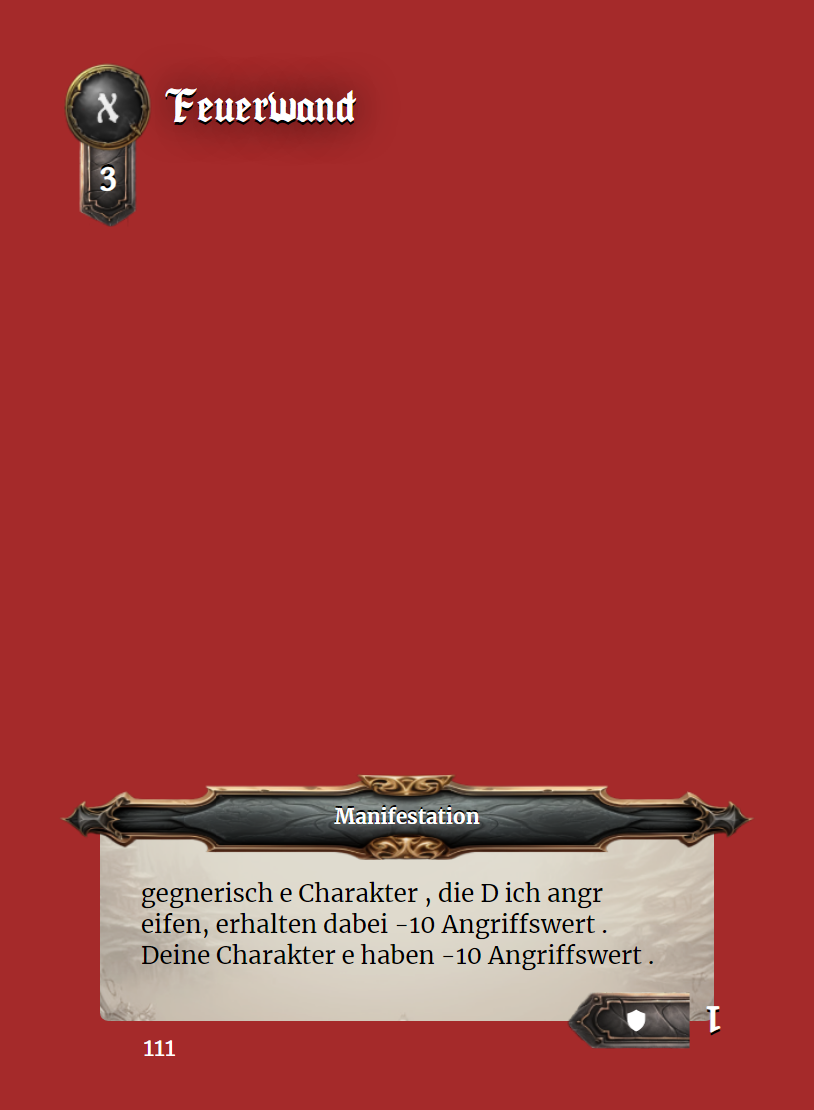 X
Feuerwand
3
Manifestation
gegnerisch e Charakter , die D ich angr
eifen, erhalten dabei -10 Angriffswert .
Deine Charakter e haben -10 Angriffswert .
1
111